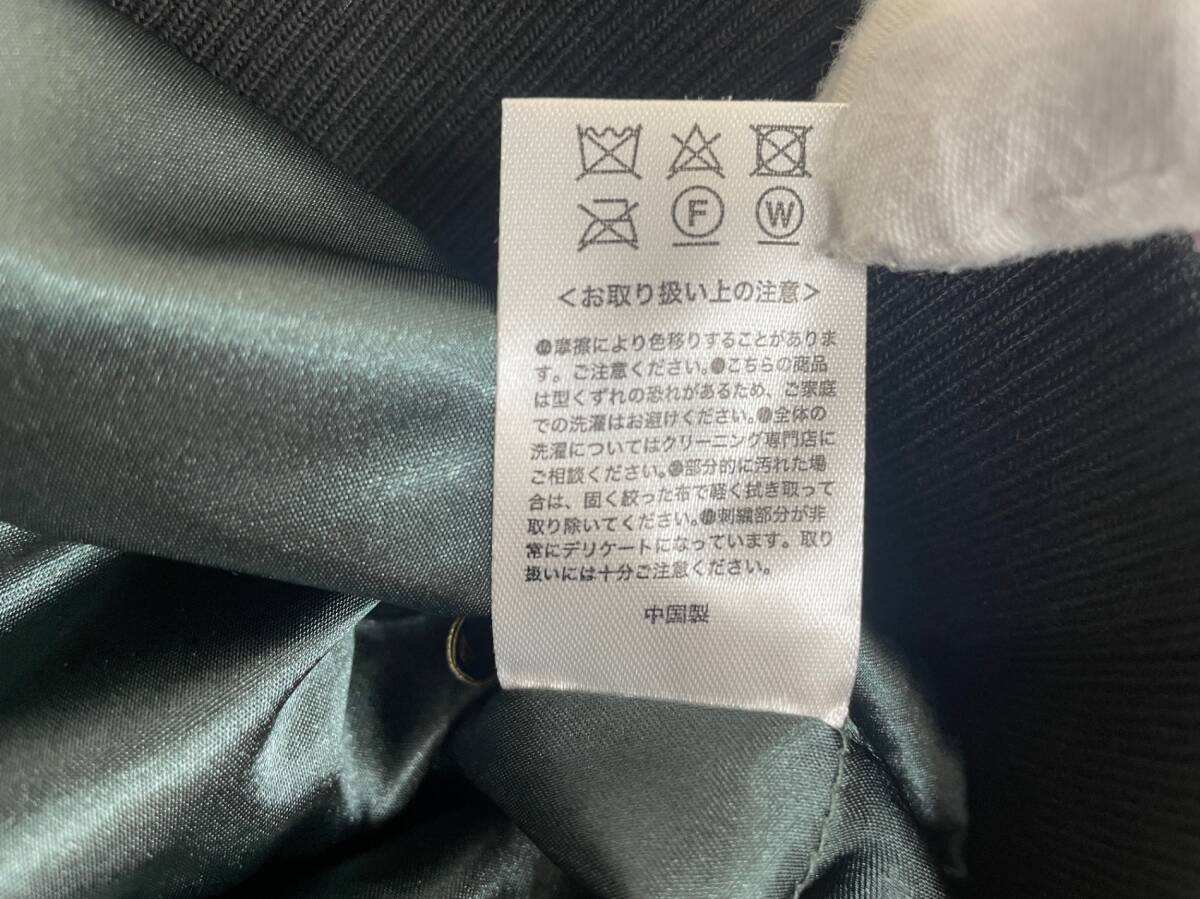 F W
<お取り扱い上の注意>
●摩擦により色移りすることがありま
す。ご注意ください。●こちらの商品
は型くずれの恐れがあるため、ご家庭
での洗濯はお避けください。●全体の
洗濯についてはクリーニング専門店に
ご相談ください。●部分的に汚れた場
合は、固く絞った布で軽く拭き取って
取り除いてください。●刺繍部分が非
常にデリケートになっています。取り
扱いには十分ご注意ください。
中国製